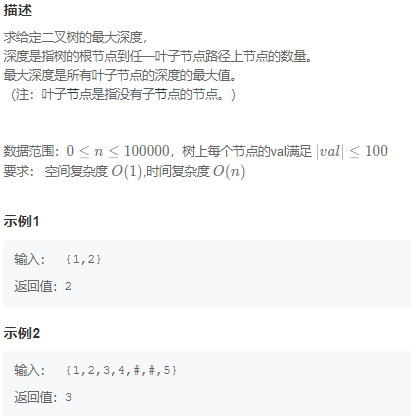 描述
求给定二叉树的最大深度，
深度是指树的根节点到任一叶子节点路径上节点的数量。
最大深度是所有叶子节点的深度的最大值。
（注：叶子节点是指没有子节点的节点。）
数据范围：0 ≤ n ≤ 100000，树上每个节点的val满足 |val| ≤ 100
要求： 空间复杂度 O(1),时间复杂度 O(n)
示例1
输入： {1,2}
返回值：2
示例2
输入： {1,2,3,4,#,#,5}
返回值：3